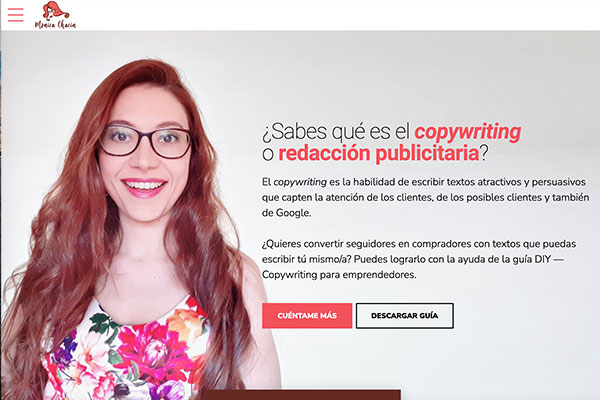 Mónica Chacín
¿Sabes qué es el copywriting
o redacción publicitaria?
El copywriting es la habilidad de escribir textos atractivos y persuasivos
que capten la atención de los clientes, de los posibles clientes y también
de Google.
¿Quieres convertir seguidores en compradores con textos que puedas
escribir tú mismo/a? Puedes lograrlo con la ayuda de la guía DIY —
Copywriting para emprendedores.
CUÉNTAME MÁS
DESCARGAR GUÍA